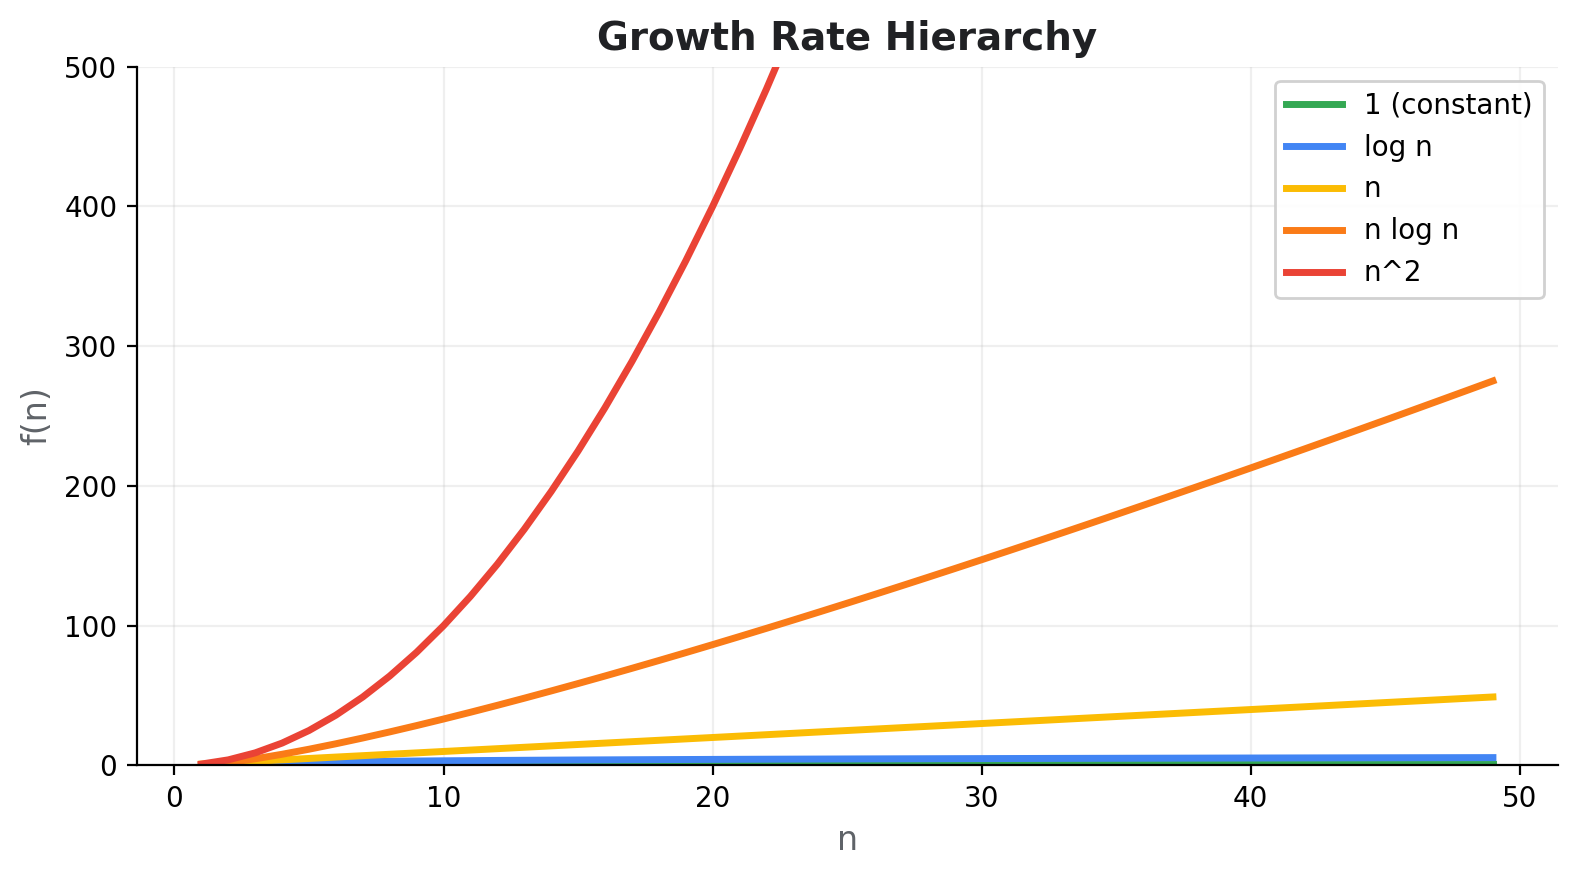 Growth Rate Hierarchy
500
400
300
200
100
0
f(n)
1 (constant)
log n
n
n log n
n^2
0 10 20 30 40 50
n